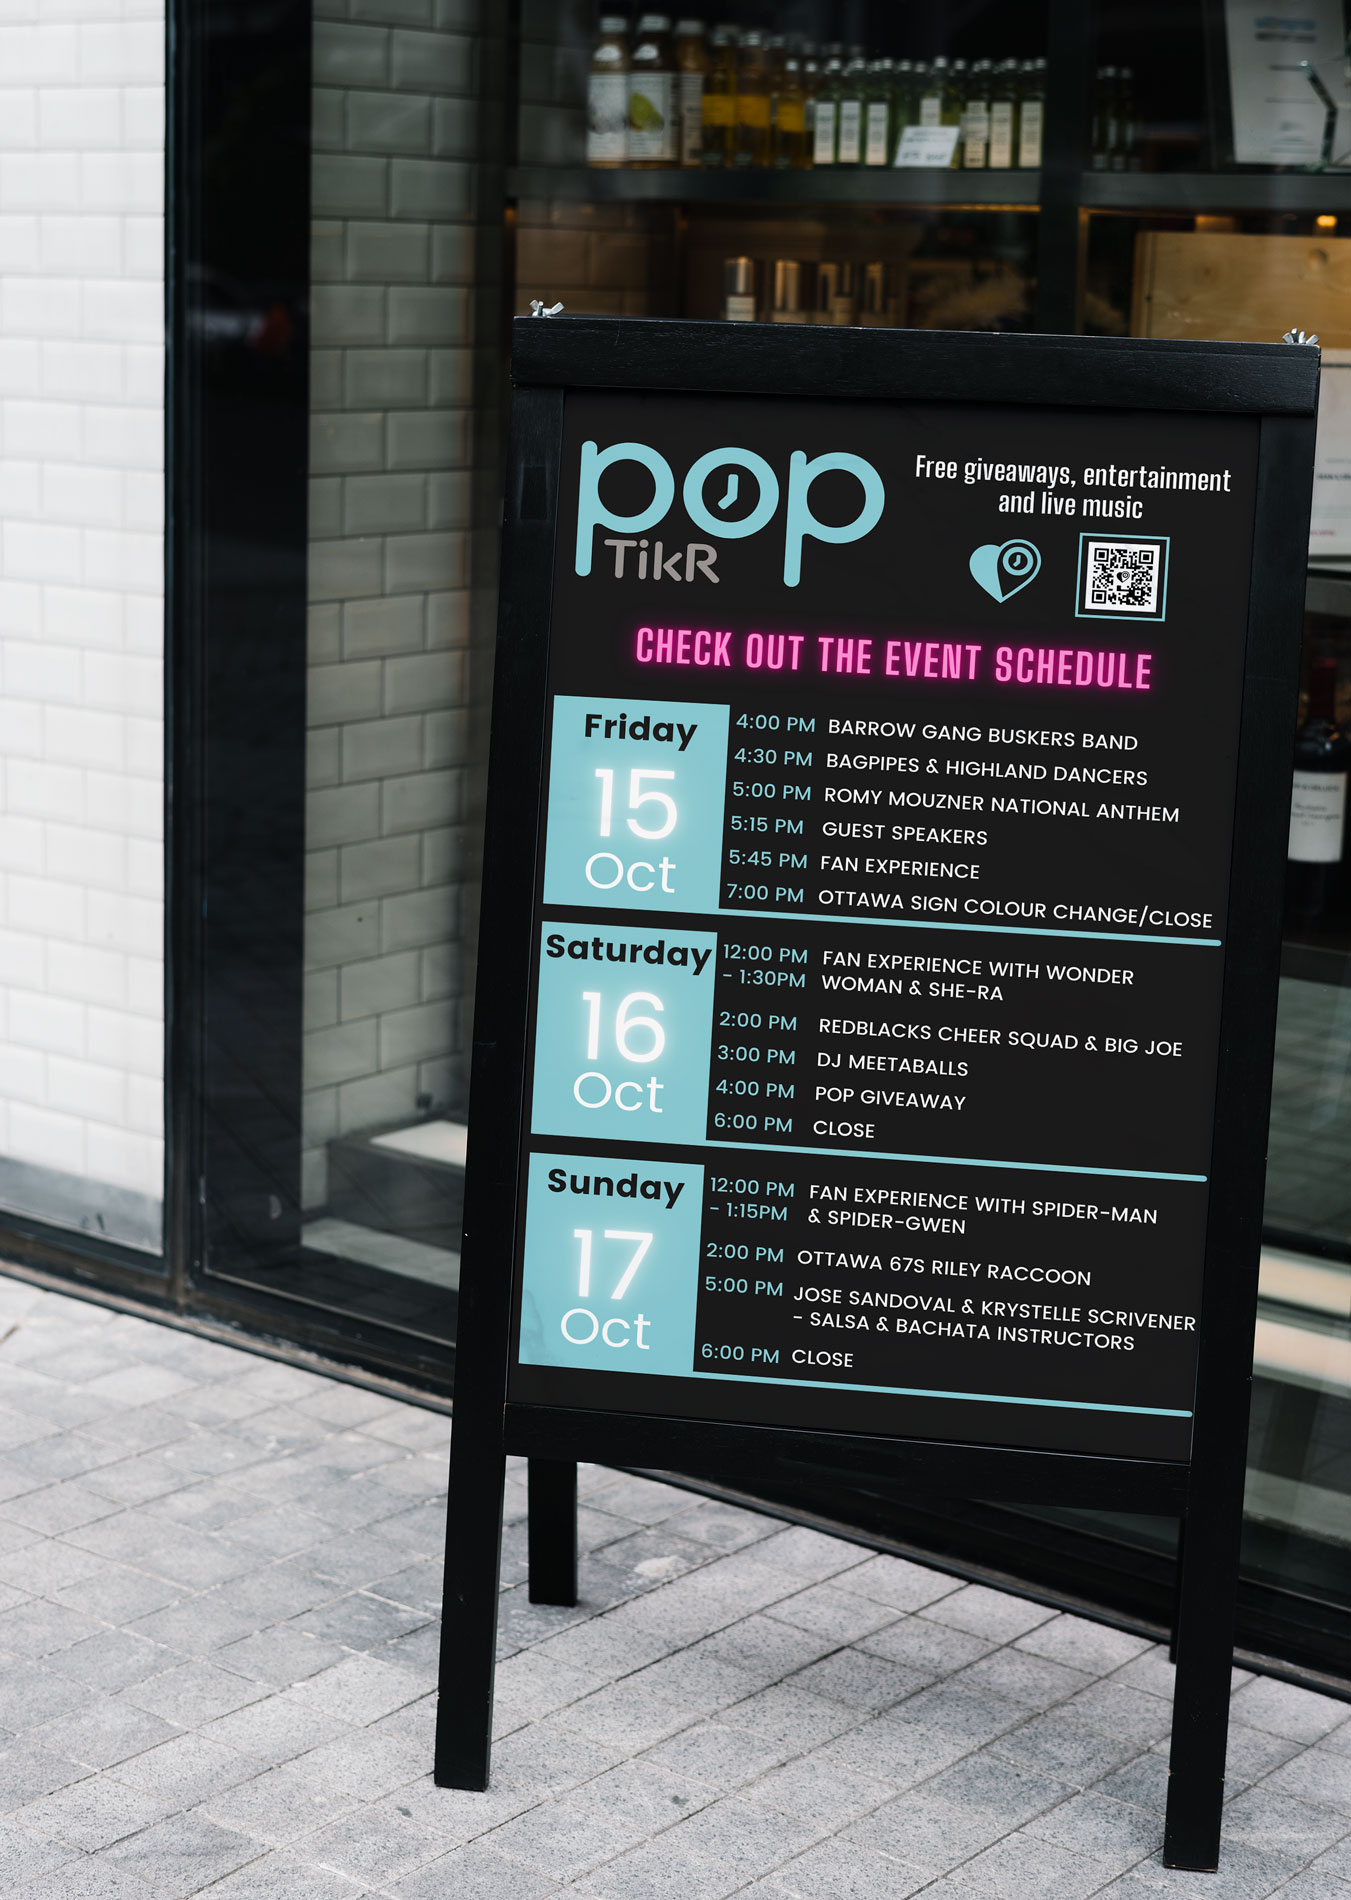 pop
TikR
Free giveaways, entertainment
and live music
CHECK OUT THE EVENT SCHEDULE
Friday
15
Oct
4:00 PM BARROW GANG BUSKERS BAND
4:30 PM BAGPIPES & HIGHLAND DANCERS
5:00 PM ROMY MOUZNER NATIONAL ANTHEM
5:15 PM GUEST SPEAKERS
5:45 PM FAN EXPERIENCE
7:00 PM OTTAWA SIGN COLOUR CHANGE/CLOSE
Saturday
16
Oct
12:00 PM FAN EXPERIENCE WITH WONDER
- 1:30PM WOMAN & SHE-RA
2:00 PM REDBLACKS CHEER SQUAD & BIG JOE
3:00 PM DJ MEETABALLS
4:00 PM POP GIVEAWAY
6:00 PM CLOSE
Sunday
17
Oct
12:00 PM FAN EXPERIENCE WITH SPIDER-MAN
- 1:15PM & SPIDER-GWEN
2:00 PM OTTAWA 67S RILEY RACCOON
5:00 PM JOSE SANDOVAL & KRYSTELLE SCRIVENER
- SALSA & BACHATA INSTRUCTORS
6:00 PM CLOSE